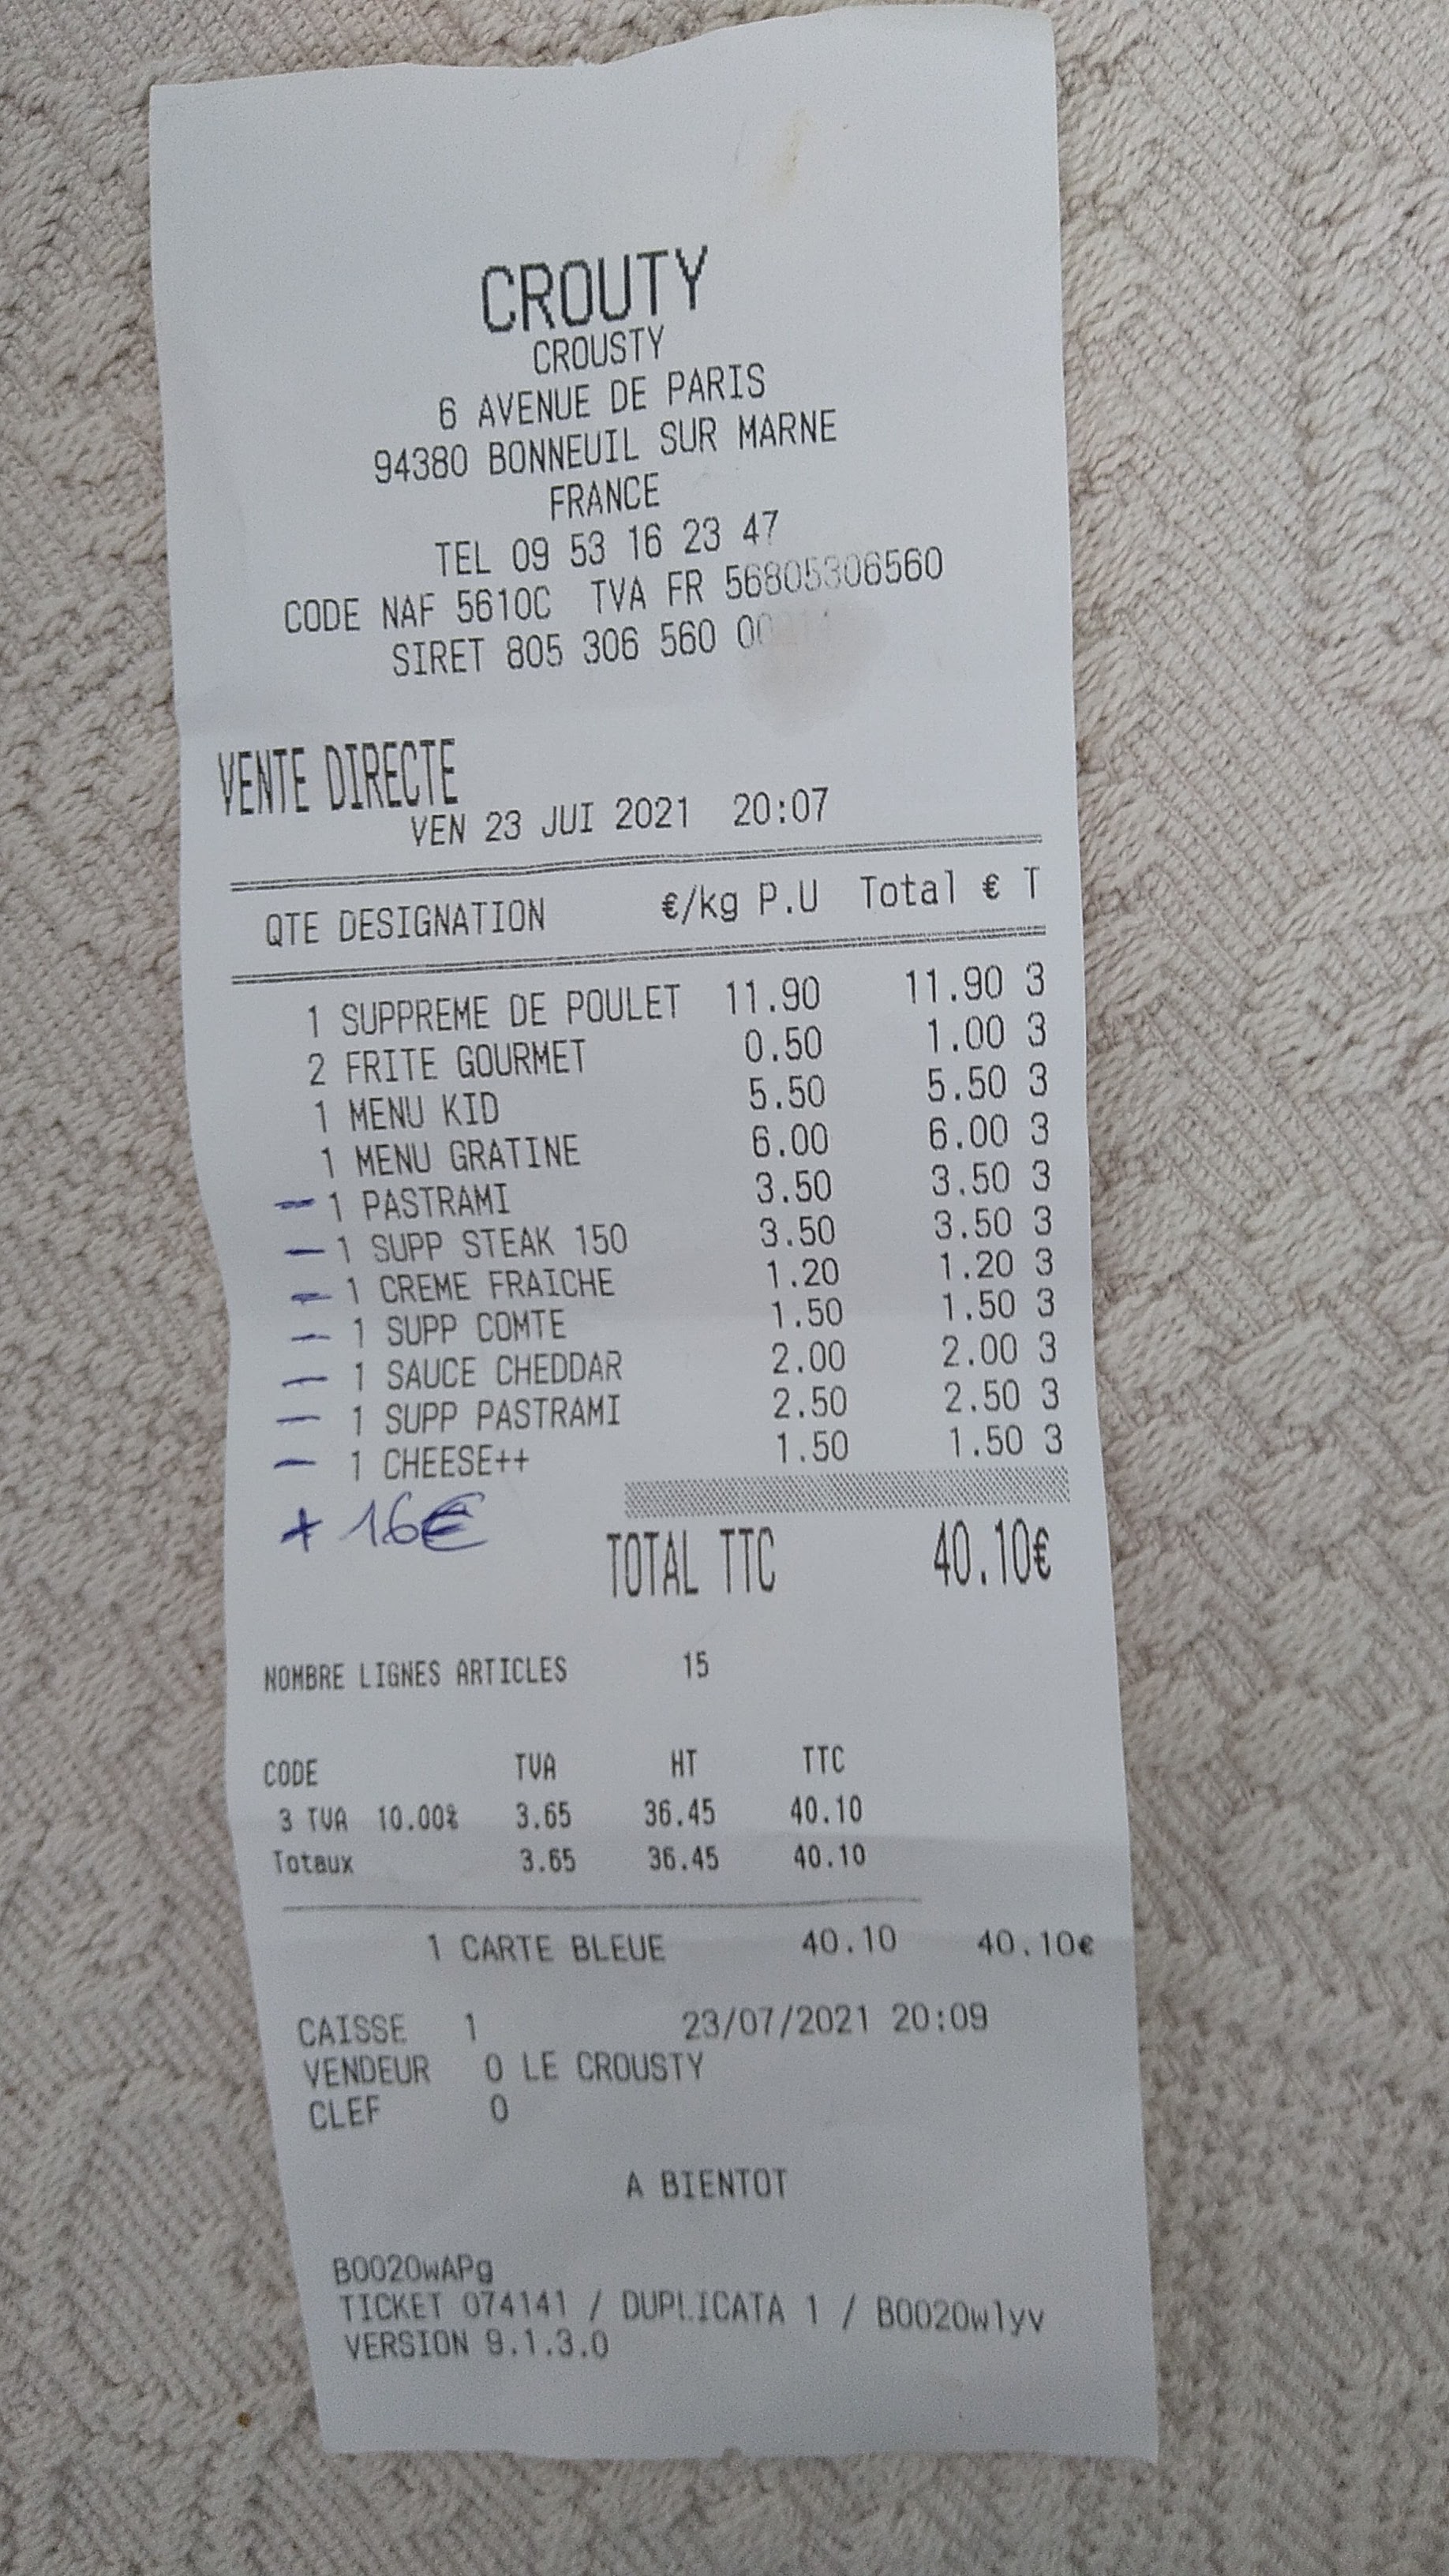 CROUTY
CROUSTY
6 AVENUE DE PARIS
94380 BONNEUIL SUR MARNE
FRANCE
TEL 09 53 16 23 47
CODE NAF 5610C TVA FR 56805306560
SIRET 805 306 560
VENTE DIRECTE
VEN 23 JUI 2021 20:07
QTE DESIGNATION €/kg P.U Total € T
1 SUPPREME DE POULET 11.90 11.90 3
2 FRITE GOURMET 0.50 1.00 3
1 MENU KID 5.50 5.50 3
1 MENU GRATINE 6.00 6.00 3
— 1 PASTRAMI 3.50 3.50 3
— 1 SUPP STEAK 150 3.50 3.50 3
— 1 CREME FRAICHE 1.20 1.20 3
— 1 SUPP COMTE 1.50 1.50 3
— 1 SAUCE CHEDDAR 2.00 2.00 3
— 1 SUPP PASTRAMI 2.50 2.50 3
— 1 CHEESE++ 1.50 1.50 3
+ 16€
TOTAL TTC 40.10€
NOMBRE LIGNES ARTICLES 15
CODE TVA HT TTC
3 TVA 10.00% 3.65 36.45 40.10
Totaux 3.65 36.45 40.10
1 CARTE BLEUE 40.10 40.10€
CAISSE 1 23/07/2021 20:09
VENDEUR 0 LE CROUSTY
CLEF 0
A BIENTOT
B0020wAPg
TICKET 074141 / DUPLICATA 1 / B0020wlyv
VERSION 9.1.3.0